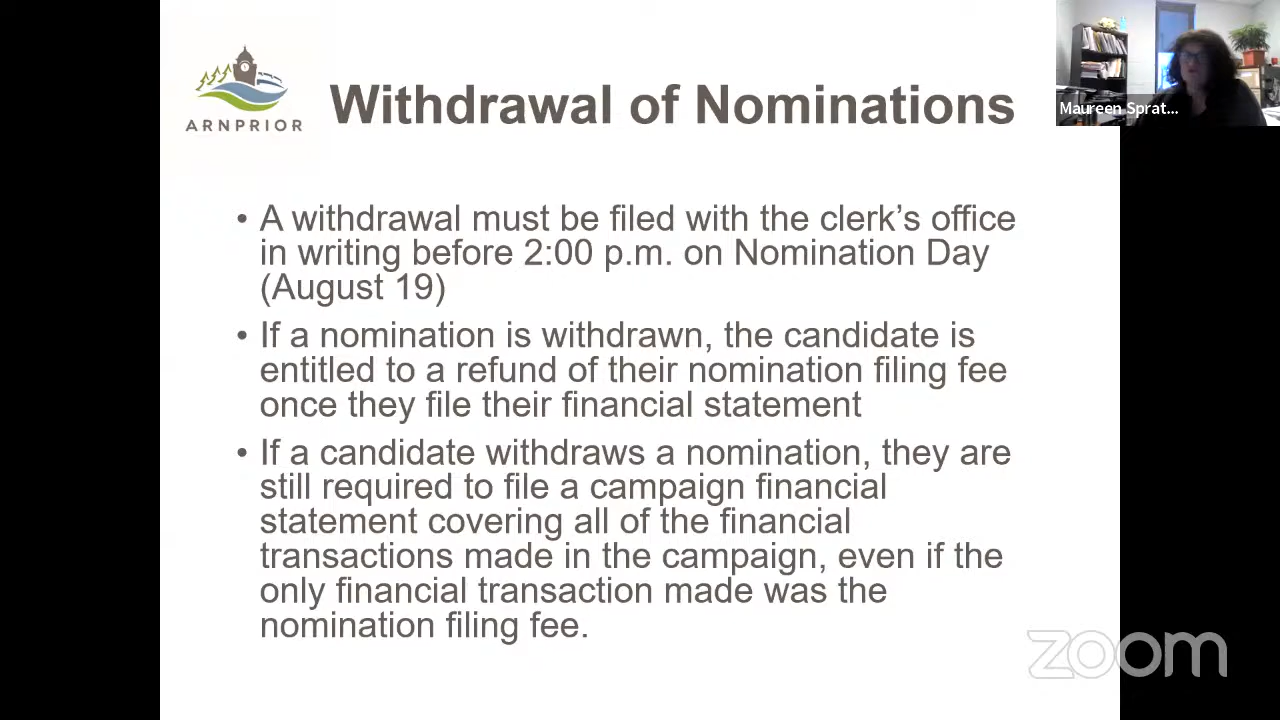 ARNPRIOR
Withdrawal of Nominations
Maureen Sprat...
• A withdrawal must be filed with the clerk's office
in writing before 2:00 p.m. on Nomination Day
(August 19)
• If a nomination is withdrawn, the candidate is
entitled to a refund of their nomination filing fee
once they file their financial statement
• If a candidate withdraws a nomination, they are
still required to file a campaign financial
statement covering all of the financial
transactions made in the campaign, even if the
only financial transaction made was the
nomination filing fee.
zoom